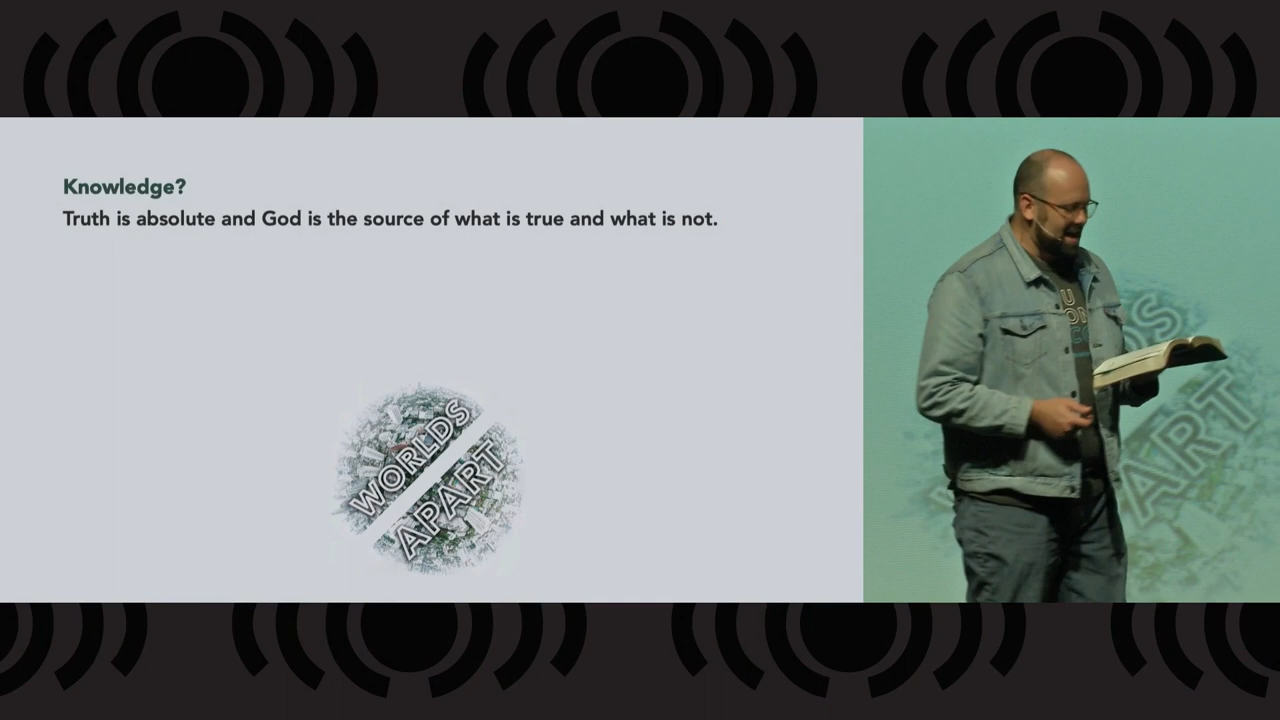 Knowledge?
Truth is absolute and God is the source of what is true and what is not.
WORLDS
APART
U
ART